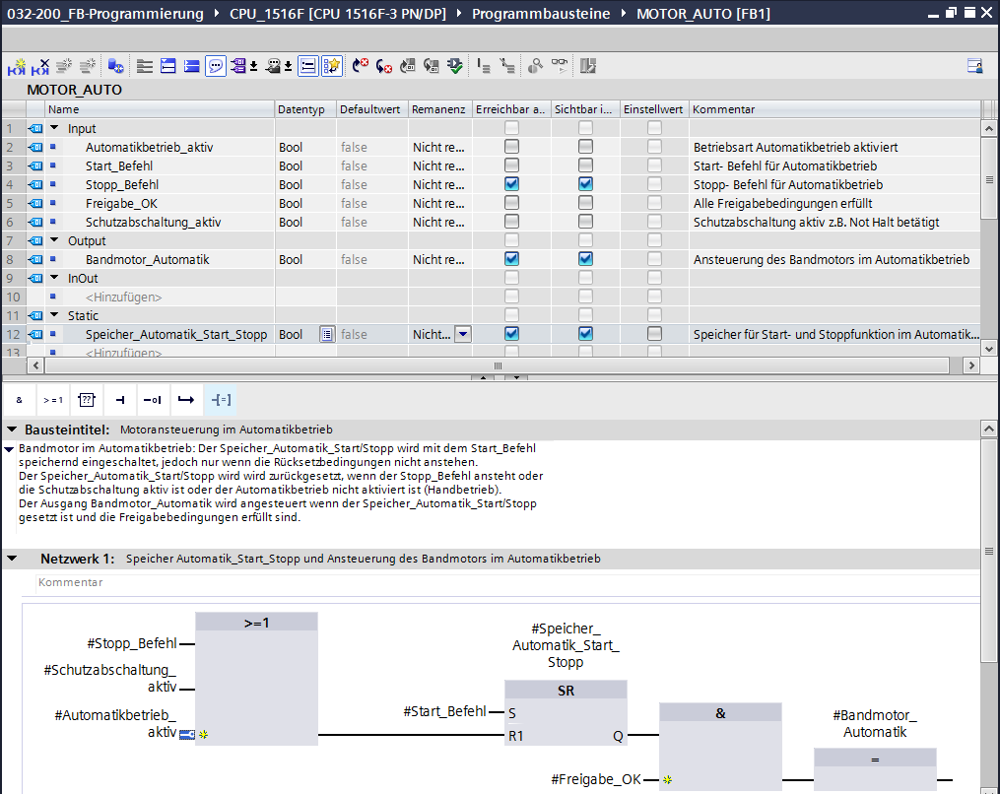 032-200_FB-Programmierung ▸ CPU_1516F [CPU 1516F-3 PN/DP] ▸ Programmbausteine ▸ MOTOR_AUTO [FB1]
MOTOR_AUTO
Name Datentyp Defaultwert Remanenz Erreichbar a.. Sichtbar i... Einstellwert Kommentar
1 Input
2 Automatikbetrieb_aktiv Bool false Nicht re... Betriebsart Automatikbetrieb aktiviert
3 Start_Befehl Bool false Nicht re... Start- Befehl für Automatikbetrieb
4 Stopp_Befehl Bool false Nicht re... Stopp- Befehl für Automatikbetrieb
5 Freigabe_OK Bool false Nicht re... Alle Freigabebedingungen erfüllt
6 Schutzabschaltung_aktiv Bool false Nicht re... Schutzabschaltung aktiv z.B. Not Halt betätigt
7 Output
8 Bandmotor_Automatik Bool false Nicht re... Ansteuerung des Bandmotors im Automatikbetrieb
9 InOut
10 <Hinzufügen>
11 Static
12 Speicher_Automatik_Start_Stopp Bool false Nicht... Speicher für Start- und Stoppfunktion im Automatik...
13 <Hinzufügen>
& >=1 [??] ⊣ -o| ↦ -[=]
Bausteintitel: Motoransteuerung im Automatikbetrieb
Bandmotor im Automatikbetrieb: Der Speicher_Automatik_Start/Stopp wird mit dem Start_Befehl
speichernd eingeschaltet, jedoch nur wenn die Rücksetzbedingungen nicht anstehen.
Der Speicher_Automatik_Start/Stopp wird wird zurückgesetzt, wenn der Stopp_Befehl ansteht oder
die Schutzabschaltung aktiv ist oder der Automatikbetrieb nicht aktiviert ist (Handbetrieb).
Der Ausgang Bandmotor_Automatik wird angesteuert wenn der Speicher_Automatik_Start/Stopp
gesetzt ist und die Freigabebedingungen erfüllt sind.
Netzwerk 1: Speicher Automatik_Start_Stopp und Ansteuerung des Bandmotors im Automatikbetrieb
Kommentar
>=1
#Stopp_Befehl
#Schutzabschaltung_
aktiv
#Automatikbetrieb_
aktiv
#Speicher_
Automatik_Start_
Stopp
SR
#Start_Befehl S
R1 Q
&
#Freigabe_OK
#Bandmotor_
Automatik
=